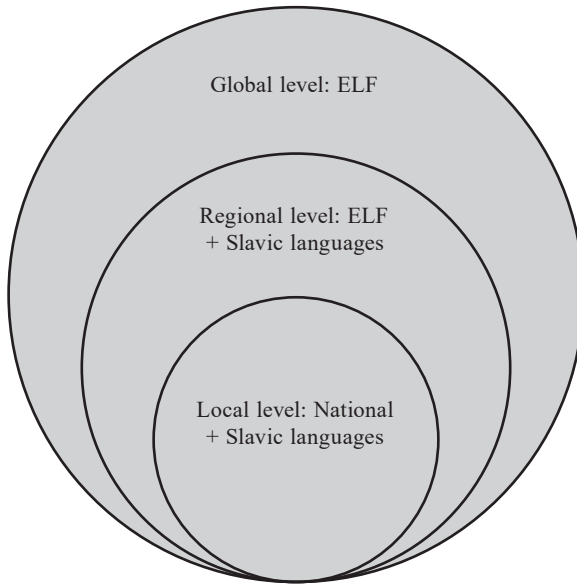 Global level: ELF
Regional level: ELF
+ Slavic languages
Local level: National
+ Slavic languages